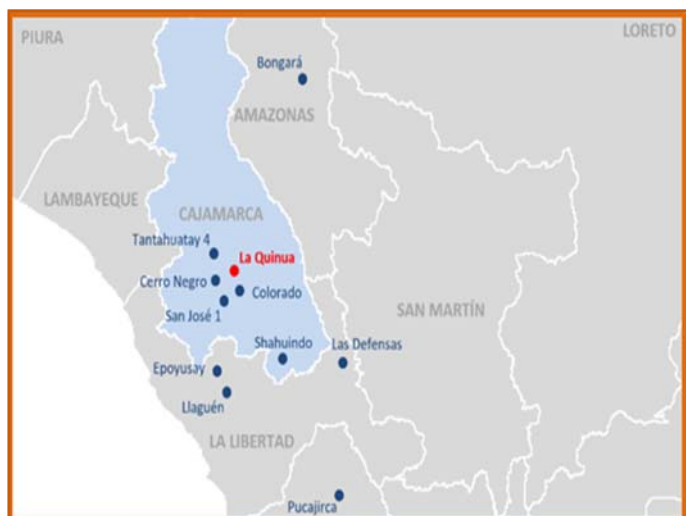 PIURA
LORETO
Bongará
AMAZONAS
LAMBAYEQUE
CAJAMARCA
Tantahuatay 4
La Quinua
Cerro Negro
Colorado
San José 1
SAN MARTÍN
Shahuindo
Las Defensas
Epoyusay
Llaguén
LA LIBERTAD
Pucajirca